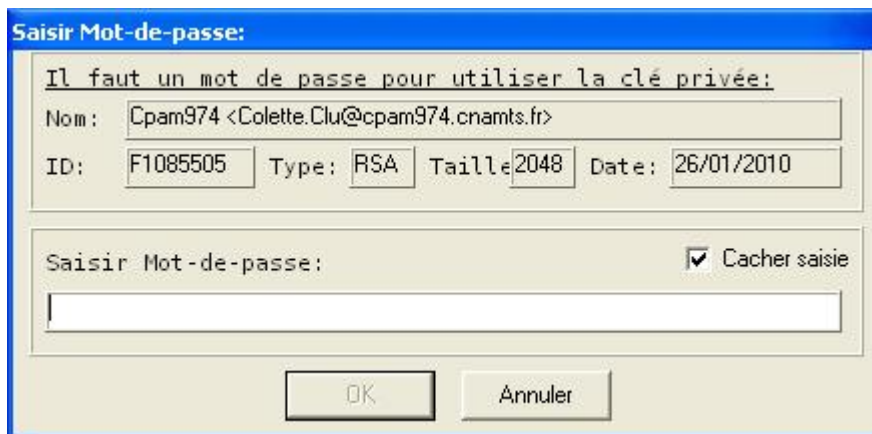 Saisir Mot-de-passe:
Il faut un mot de passe pour utiliser la clé privée:
Nom: Cpam974 <Colette.Clu@cpam974.cnamts.fr>
ID: F1085505 Type: RSA Taille 2048 Date: 26/01/2010
Saisir Mot-de-passe: Cacher saisie
OK Annuler